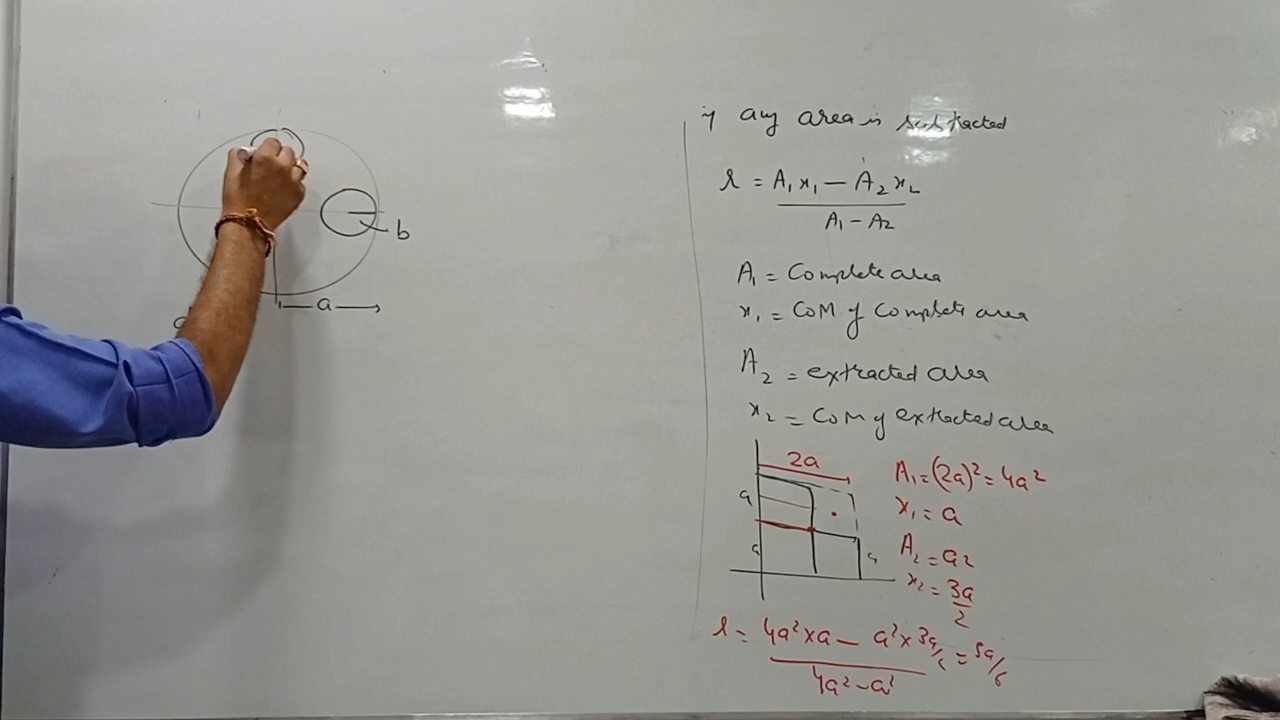 b
a
if any area is subtracted
r = A₁x₁ − A₂x₂
A₁ − A₂
A₁ = Complete area
x₁ = COM of Complete area
A₂ = extracted area
x₂ = COM of extracted area
2a
a
a
a
A₁ = (2a)² = 4a²
x₁ = a
A₂ = a²
x₂ = 3a/2
r = 4a² × a − a² × 3a/2 = 5a/6
4a² − a²